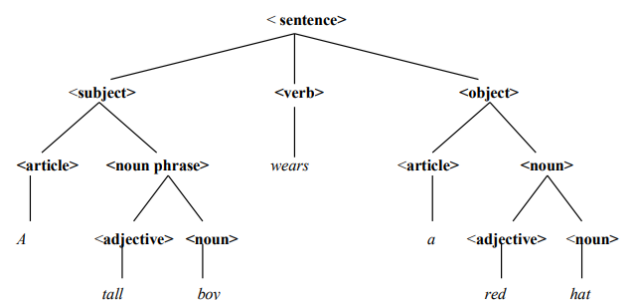 < sentence>
<subject> <verb> <object>
<article> <noun phrase> wears <article> <noun>
A <adjective> <noun> a <adjective> <noun>
tall boy red hat